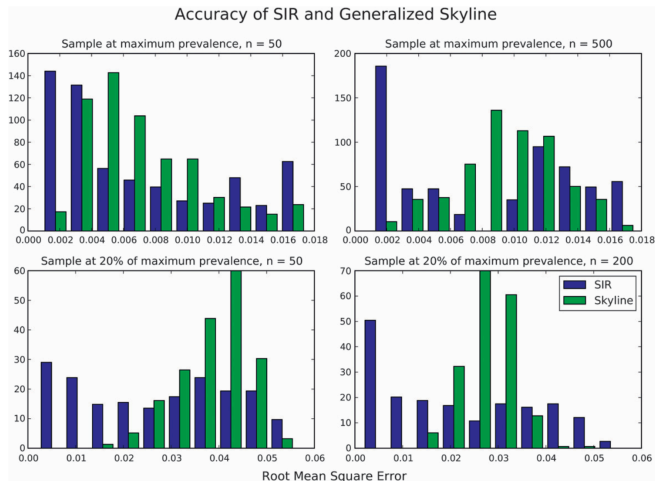 Accuracy of SIR and Generalized Skyline
Sample at maximum prevalence, n = 50
160
140
120
100
80
60
40
20
0
0.000 0.002 0.004 0.006 0.008 0.010 0.012 0.014 0.016 0.018
Sample at maximum prevalence, n = 500
200
150
100
50
0
0.000 0.002 0.004 0.006 0.008 0.010 0.012 0.014 0.016 0.018
Sample at 20% of maximum prevalence, n = 50
60
50
40
30
20
10
0
0.00 0.01 0.02 0.03 0.04 0.05 0.06
Sample at 20% of maximum prevalence, n = 200
70
60
50
40
30
20
10
0
0.00 0.01 0.02 0.03 0.04 0.05 0.06
SIR
Skyline
Root Mean Square Error